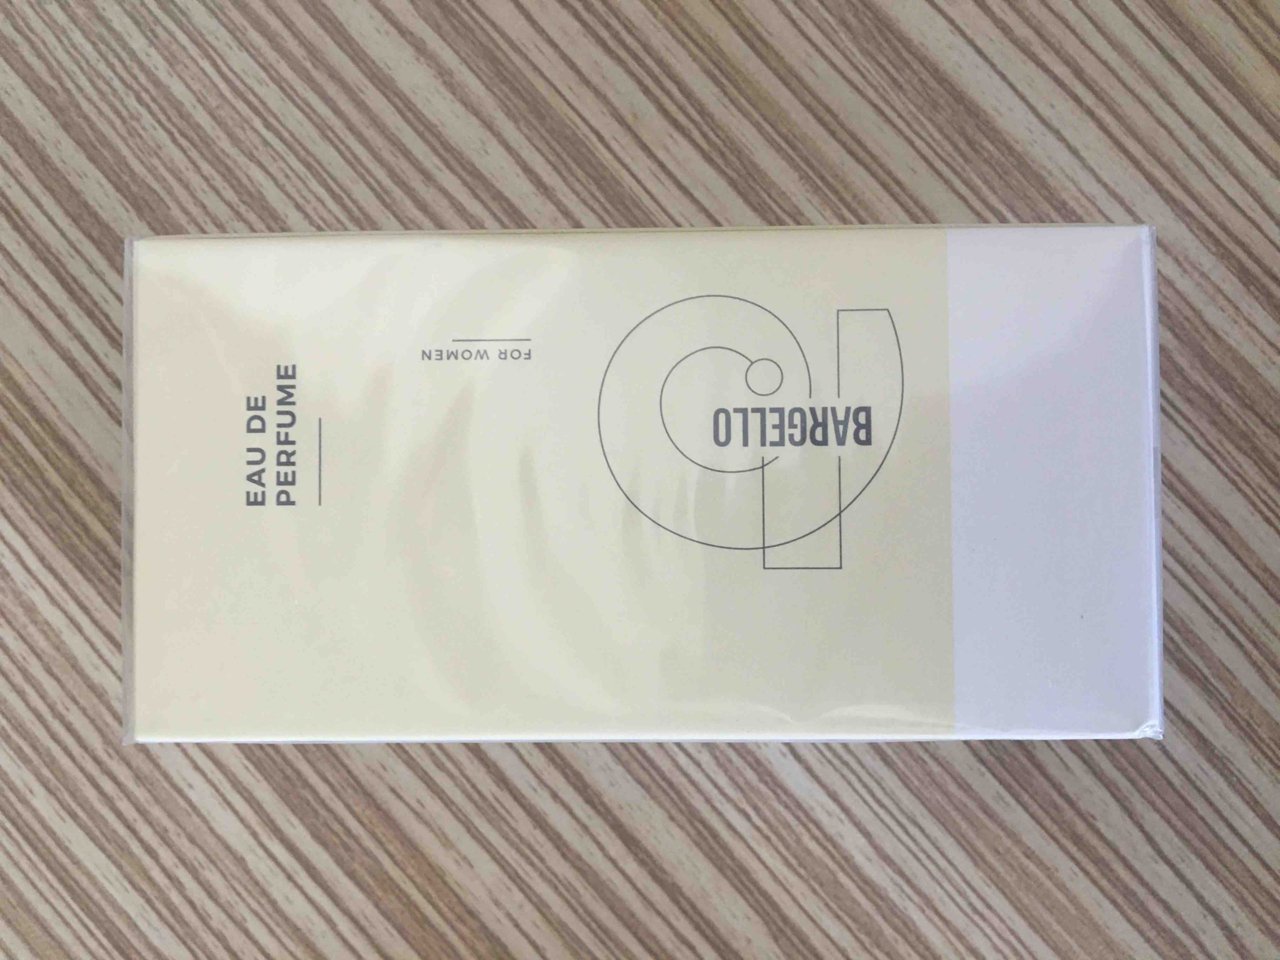 BARGELLO
FOR WOMEN
EAU DE
PERFUME